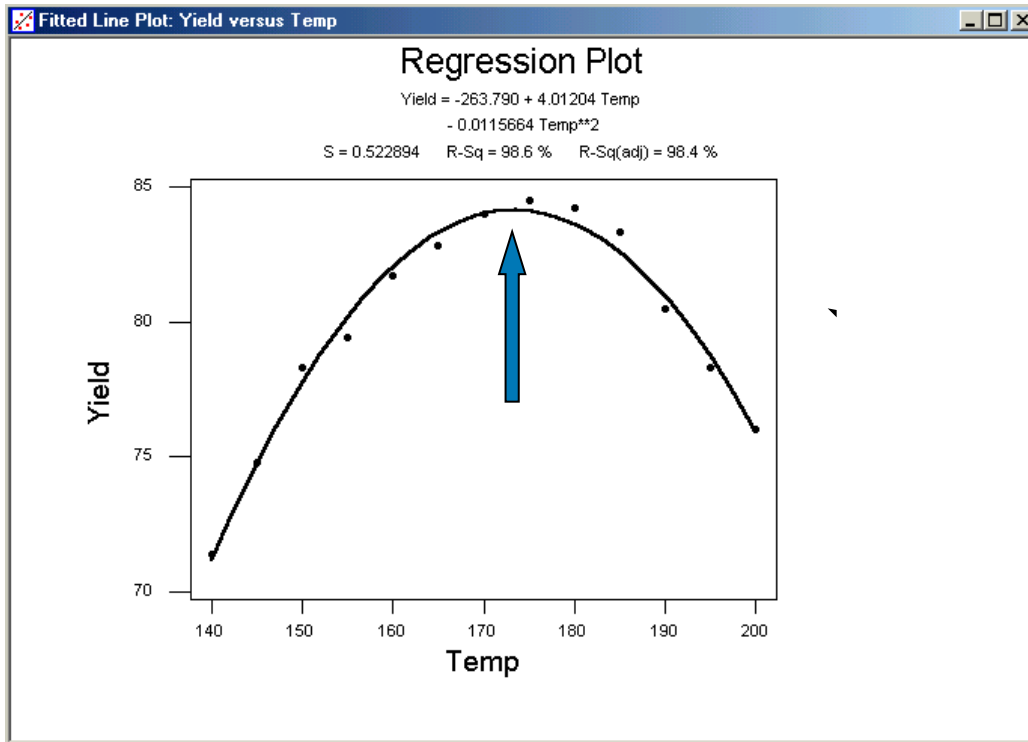 Fitted Line Plot: Yield versus Temp
Regression Plot
Yield = -263.790 + 4.01204 Temp
- 0.0115664 Temp**2
S = 0.522894 R-Sq = 98.6 % R-Sq(adj) = 98.4 %
85
80
75
70
Yield
140 150 160 170 180 190 200
Temp